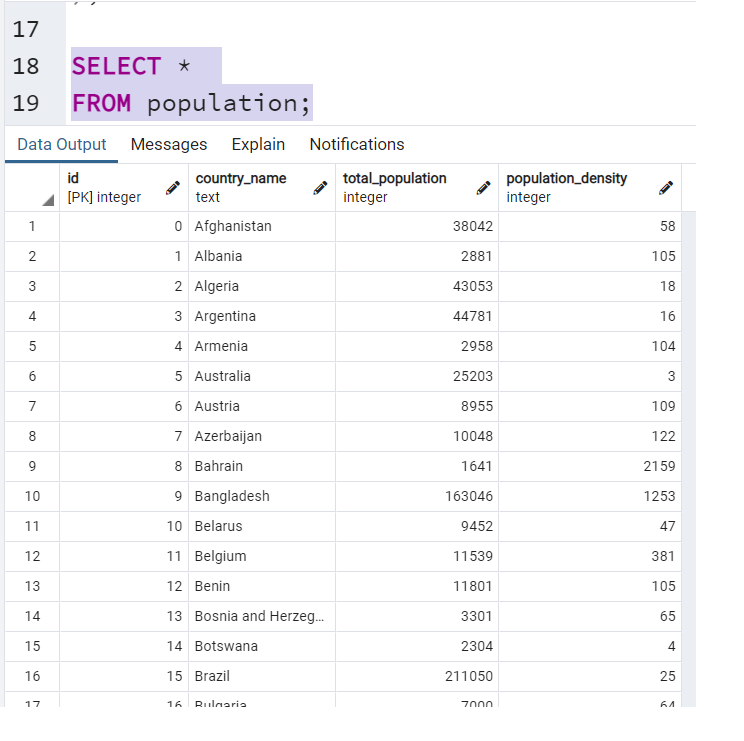 17
18 SELECT *
19 FROM population;
Data Output Messages Explain Notifications
id country_name total_population population_density
[PK] integer text integer integer
1 0 Afghanistan 38042 58
2 1 Albania 2881 105
3 2 Algeria 43053 18
4 3 Argentina 44781 16
5 4 Armenia 2958 104
6 5 Australia 25203 3
7 6 Austria 8955 109
8 7 Azerbaijan 10048 122
9 8 Bahrain 1641 2159
10 9 Bangladesh 163046 1253
11 10 Belarus 9452 47
12 11 Belgium 11539 381
13 12 Benin 11801 105
14 13 Bosnia and Herzeg... 3301 65
15 14 Botswana 2304 4
16 15 Brazil 211050 25
17 16 Bulgaria 7000 64